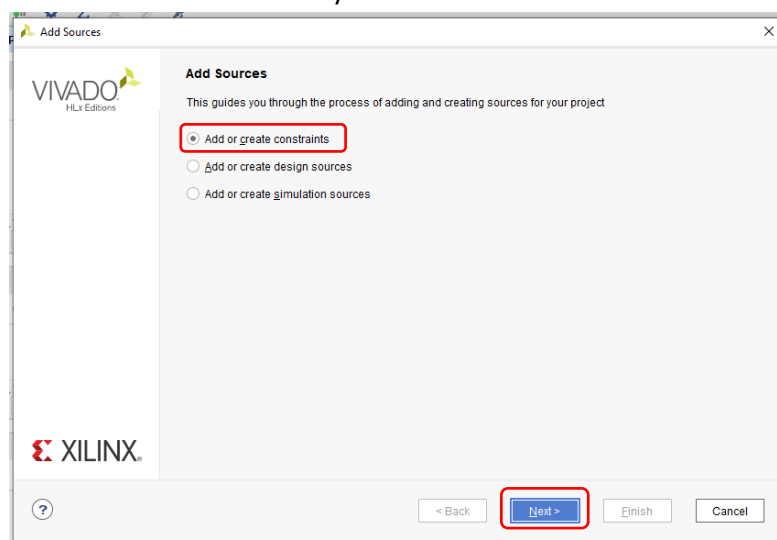 Add Sources
VIVADO.
HLx Editions
Add Sources
This guides you through the process of adding and creating sources for your project
Add or create constraints
Add or create design sources
Add or create simulation sources
XILINX.
?
< Back
Next >
Finish
Cancel